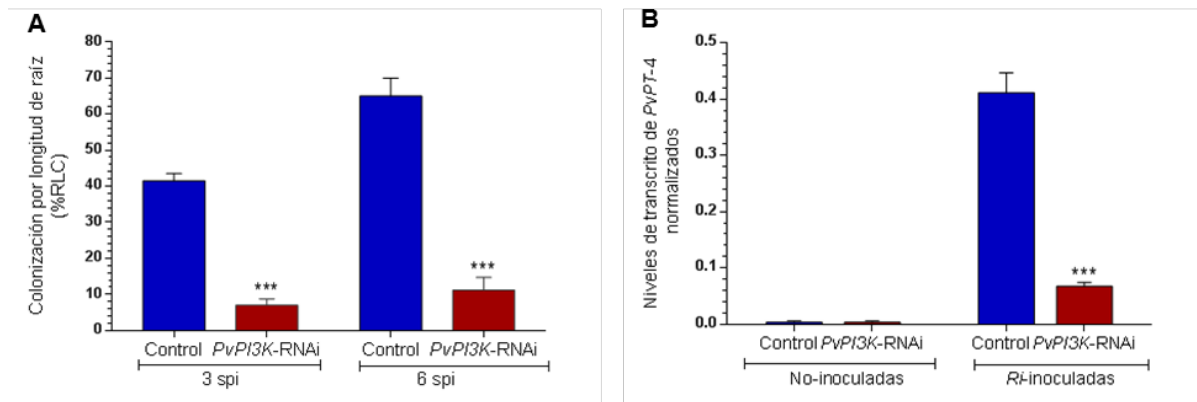 A
Colonización por longitud de raíz
(%RLC)
80
70
60
50
40
30
20
10
0
***
***
Control PvPI3K-RNAi Control PvPI3K-RNAi
3 spi 6 spi
B
Niveles de transcrito de PvPT-4
normalizados
0.5
0.4
0.3
0.2
0.1
0.0
***
Control PvPI3K-RNAi Control PvPI3K-RNAi
No-inoculadas Ri-inoculadas